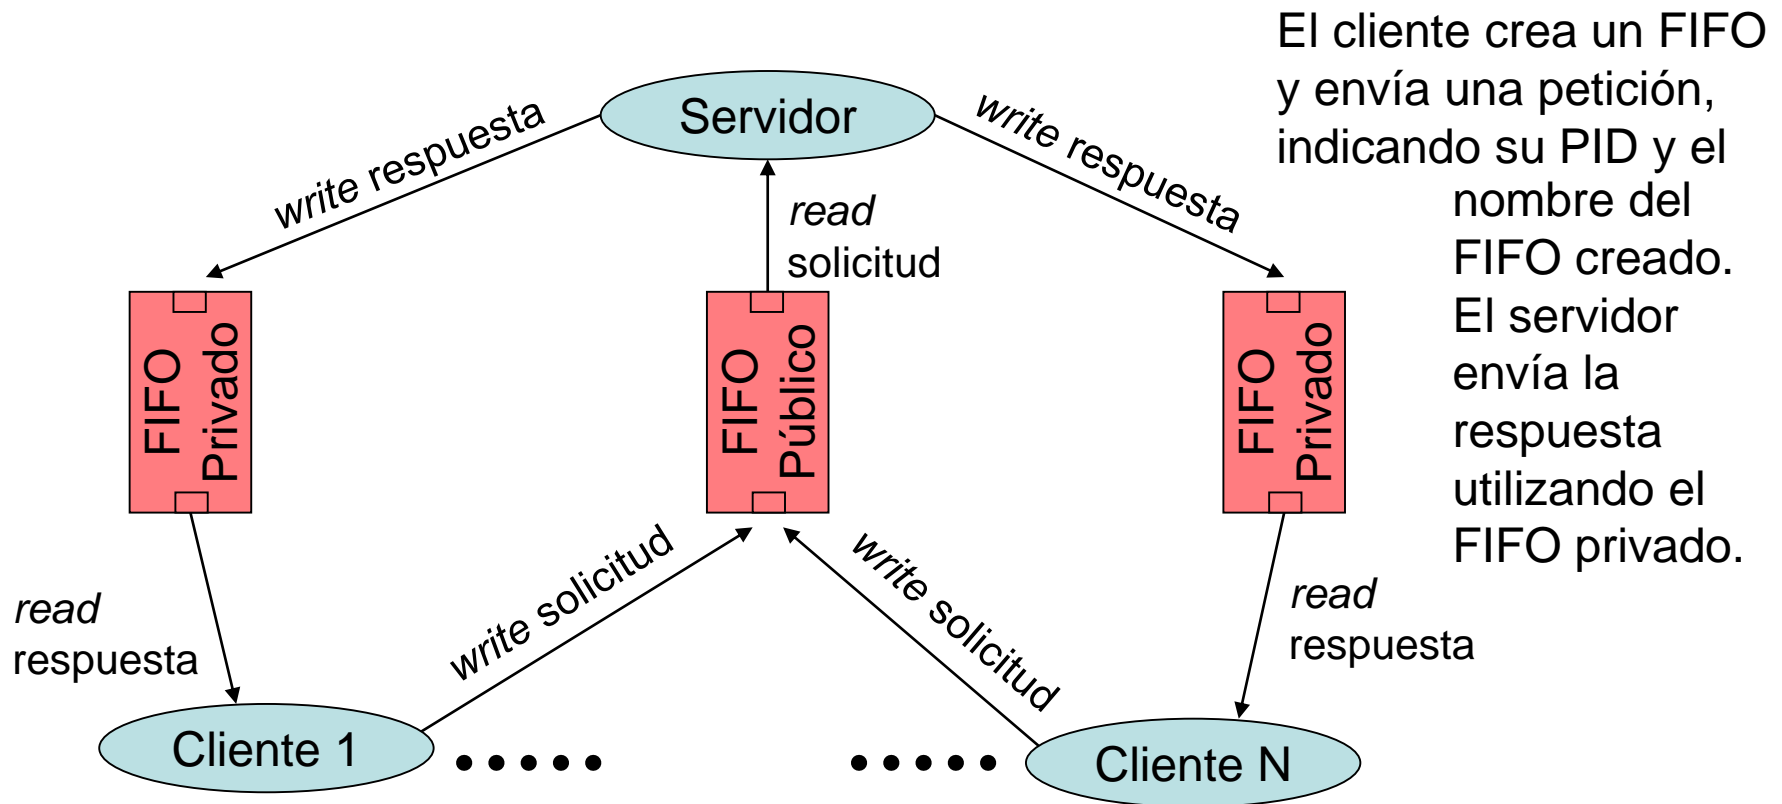 El cliente crea un FIFO
y envía una petición,
indicando su PID y el
nombre del
FIFO creado.
El servidor
envía la
respuesta
utilizando el
FIFO privado.
Servidor
write respuesta
write respuesta
read
solicitud
FIFO
Privado
FIFO
Público
FIFO
Privado
read
respuesta
write solicitud
write solicitud
read
respuesta
Cliente 1
Cliente N